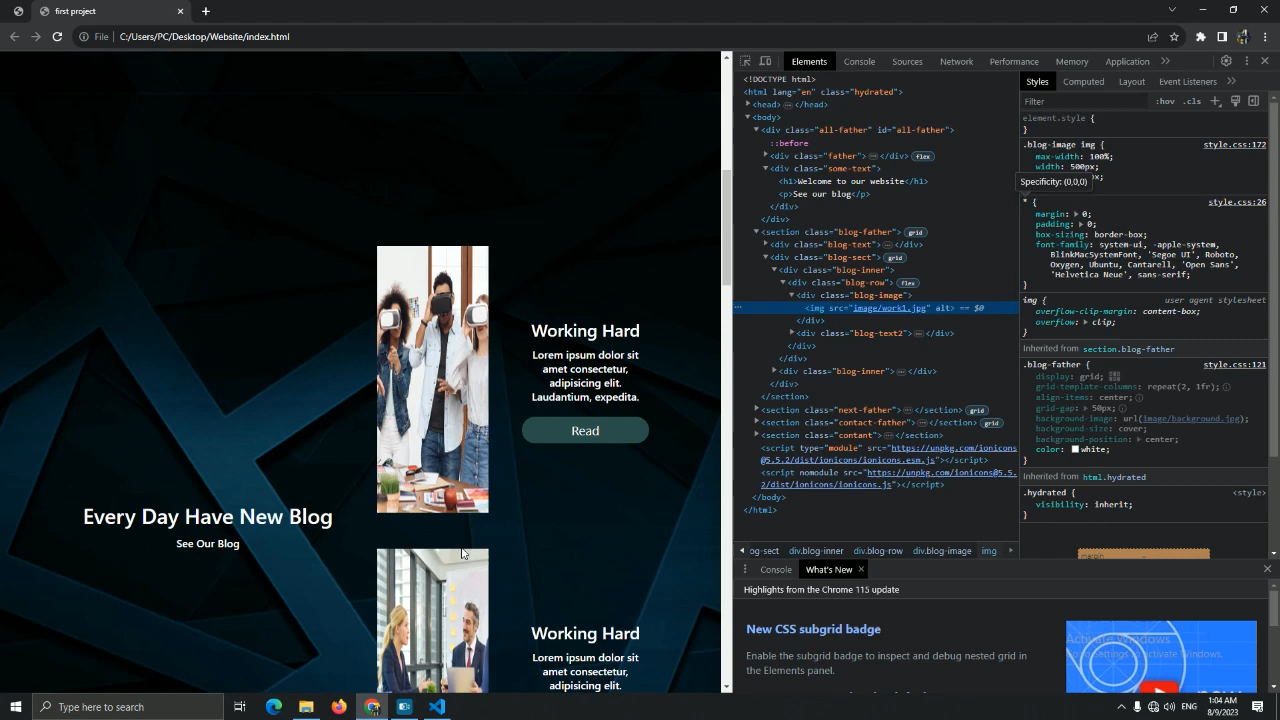 first project
File
C:/Users/PC/Desktop/Website/index.html
Working Hard
Lorem ipsum dolor sit
amet consectetur,
adipisicing elit.
Laudantium, expedita.
Read
Every Day Have New Blog
See Our Blog
Working Hard
Lorem ipsum dolor sit
amet consectetur,
adipisicing elit.
Elements
Console
Sources
Network
Performance
Memory
Application
<!DOCTYPE html>
<html lang="en" class="hydrated">
<head> … </head>
<body>
<div class="all-father" id="all-father">
::before
<div class="father"> … </div> flex
<div class="some-text">
<h1>Welcome to our website</h1>
<p>See our blog</p>
</div>
</div>
<section class="blog-father"> grid
<div class="blog-text"> … </div>
<div class="blog-sect"> grid
<div class="blog-inner">
<div class="blog-row"> flex
<div class="blog-image">
<img src="image/work1.jpg" alt> == $0
</div>
<div class="blog-text2"> … </div>
</div>
</div>
<div class="blog-inner"> … </div>
</div>
</section>
<section class="next-father"> … </section> grid
<section class="contact-father"> … </section> grid
<section class="contant"> … </section>
<script type="module" src="https://unpkg.com/ionicons
@5.5.2/dist/ionicons/ionicons.esm.js"></script>
<script nomodule src="https://unpkg.com/ionicons@5.5.
2/dist/ionicons/ionicons.js"></script>
</body>
</html>
og-sect div.blog-inner div.blog-row div.blog-image img
Styles
Computed
Layout
Event Listeners
Filter
:hov .cls
element.style {
}
.blog-image img { style.css:172
max-width: 100%;
width: 500px;
x;
Specificity: (0,0,0)
* { style.css:26
margin: 0;
padding: 0;
box-sizing: border-box;
font-family: system-ui, -apple-system,
BlinkMacSystemFont, 'Segoe UI', Roboto,
Oxygen, Ubuntu, Cantarell, 'Open Sans',
'Helvetica Neue', sans-serif;
}
img { user agent stylesheet
overflow-clip-margin: content-box;
overflow: clip;
}
Inherited from section.blog-father
.blog-father { style.css:121
display: grid;
grid-template-columns: repeat(2, 1fr);
align-items: center;
grid-gap: 50px;
background-image: url(image/background.jpg);
background-size: cover;
background-position: center;
color: white;
}
Inherited from html.hydrated
.hydrated { <style>
visibility: inherit;
}
margin
Console
What's New
Highlights from the Chrome 115 update
New CSS subgrid badge
Enable the subgrid badge to inspect and debug nested grid in
the Elements panel.
Activate Windows
Go to Settings to activate Windows.
Type here to search
ENG
1:04 AM
8/9/2023